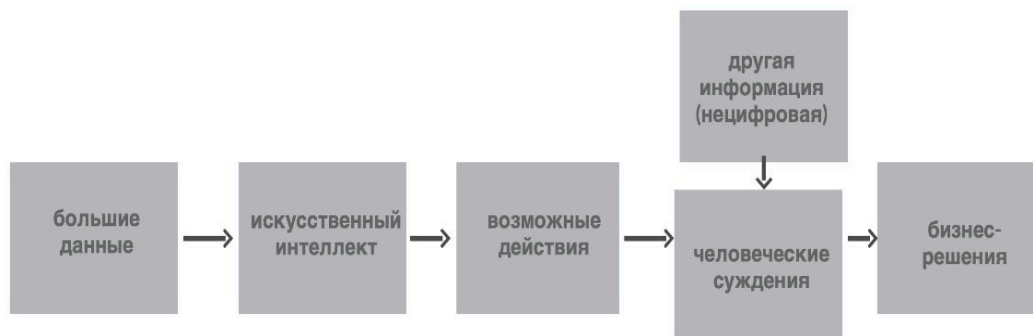 другая
информация
(нецифровая)
большие
данные
искусственный
интеллект
возможные
действия
человеческие
суждения
бизнес-
решения